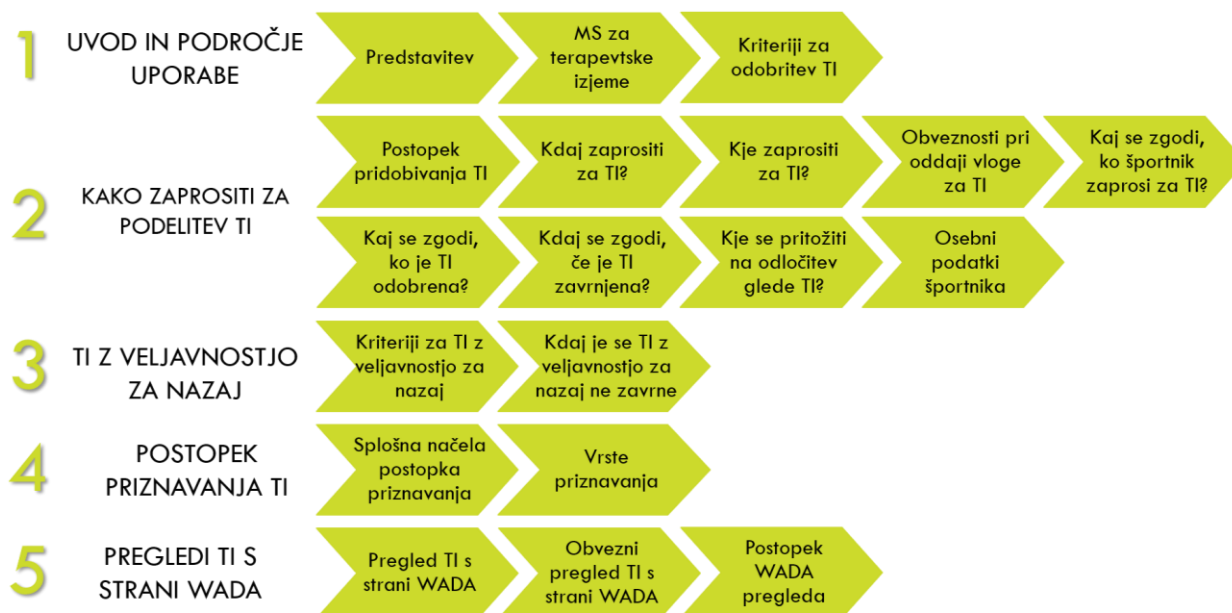 1
UVOD IN PODROČJE
UPORABE
Predstavitev
MS za
terapevtske
izjeme
Kriteriji za
odobritev TI
2
KAKO ZAPROSITI ZA
PODELITEV TI
Postopek
pridobivanja TI
Kdaj zaprositi
za TI?
Kje zaprositi
za TI?
Obveznosti pri
oddaji vloge
za TI
Kaj se zgodi,
ko športnik
zaprosi za TI?
Kaj se zgodi,
ko je TI
odobrena?
Kdaj se zgodi,
če je TI
zavrnjena?
Kje se pritožiti
na odločitev
glede TI?
Osebni
podatki
športnika
3
TI Z VELJAVNOSTJO
ZA NAZAJ
Kriteriji za TI z
veljavnostjo za
nazaj
Kdaj je se TI z
veljavnostjo za
nazaj ne zavrne
4
POSTOPEK
PRIZNAVANJA TI
Splošna načela
postopka
priznavanja
Vrste
priznavanja
5
PREGLEDI TI S
STRANI WADA
Pregled TI s
strani WADA
Obvezni
pregled TI s
strani WADA
Postopek
WADA
pregleda